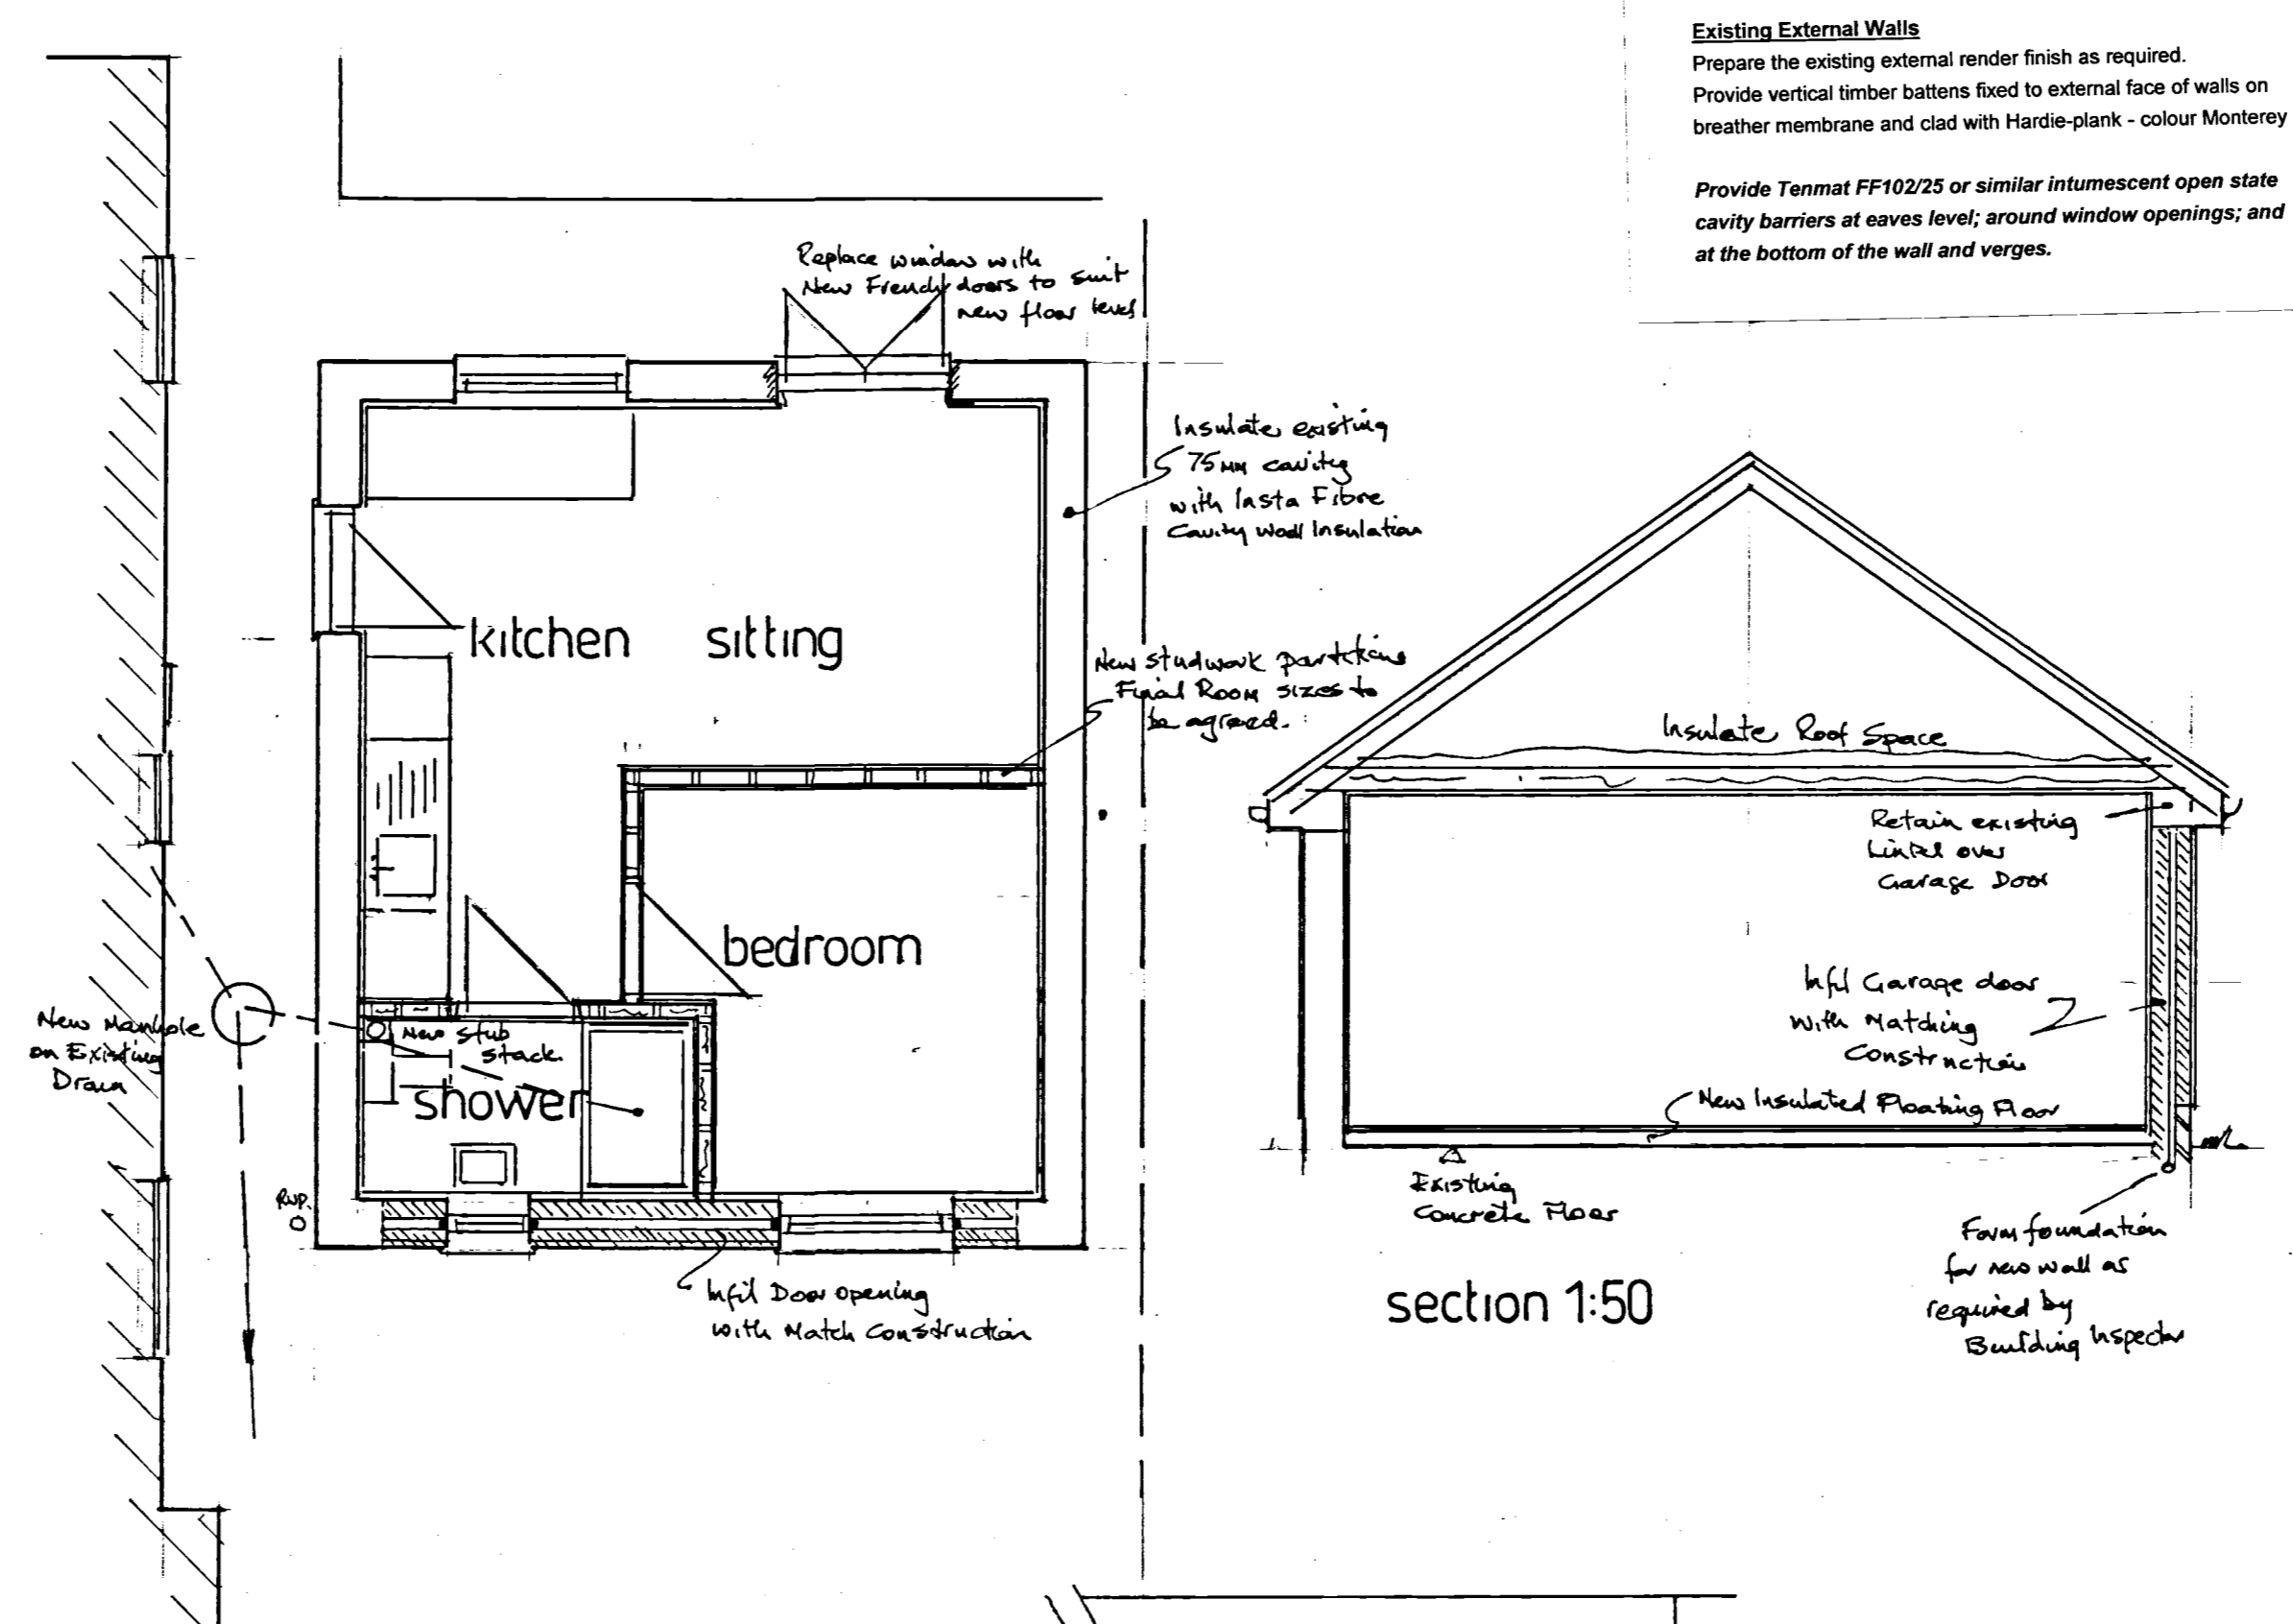 Existing External Walls
Prepare the existing external render finish as required.
Provide vertical timber battens fixed to external face of walls on
breather membrane and clad with Hardie-plank - colour Monterey
Provide Tenmat FF102/25 or similar intumescent open state
cavity barriers at eaves level; around window openings; and
at the bottom of the wall and verges.
Replace window with
New French doors to suit
new floor level
Insulate existing
75mm cavity
with Insta Fibre
Cavity Wall Insulation
kitchen sitting
New studwork partitions
Final Room sizes to
be agreed.
bedroom
New Manhole
on Existing
Drain
New stub
stack
shower
RWP.
Infil Door opening
with Match Construction
Insulate Roof Space
Retain existing
Lintel over
Garage Door
Infil Garage door
with Matching
Construction
New Insulated Floating Floor
Existing
Concrete Floor
section 1:50
Form foundation
for new wall as
required by
Building Inspector